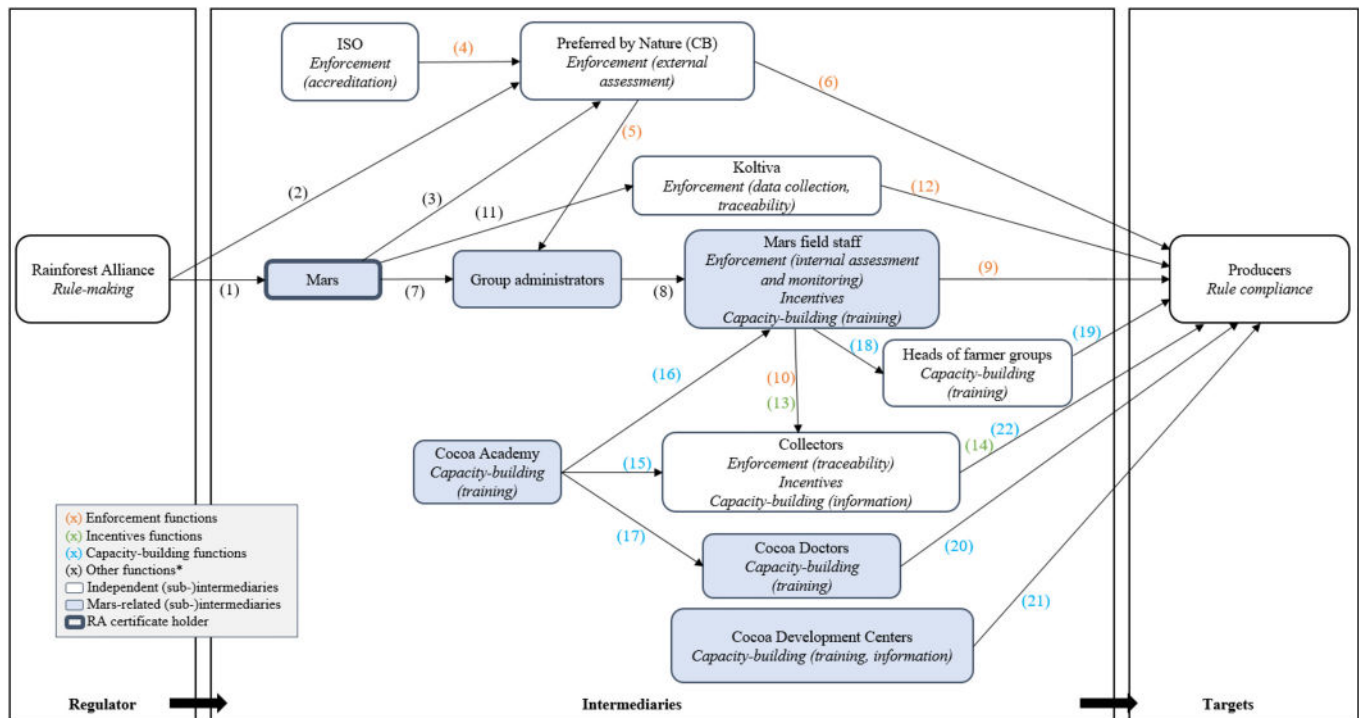 ISO
Enforcement
(accreditation)
(4)
Preferred by Nature (CB)
Enforcement (external
assessment)
(6)
(5)
(2)
(3)
(11)
Koltiva
Enforcement (data collection,
traceability)
(12)
Rainforest Alliance
Rule-making
(1)
Mars
(7)
Group administrators
(8)
Mars field staff
Enforcement (internal assessment
and monitoring)
Incentives
Capacity-building (training)
(9)
Producers
Rule compliance
(16)
(10)
(13)
(18)
Heads of farmer groups
Capacity-building
(training)
(19)
Cocoa Academy
Capacity-building
(training)
(15)
Collectors
Enforcement (traceability)
Incentives
Capacity-building (information)
(14)
(22)
(17)
Cocoa Doctors
Capacity-building
(training)
(20)
Cocoa Development Centers
Capacity-building (training, information)
(21)
(x) Enforcement functions
(x) Incentives functions
(x) Capacity-building functions
(x) Other functions*
Independent (sub-)intermediaries
Mars-related (sub-)intermediaries
RA certificate holder
Regulator
Intermediaries
Targets